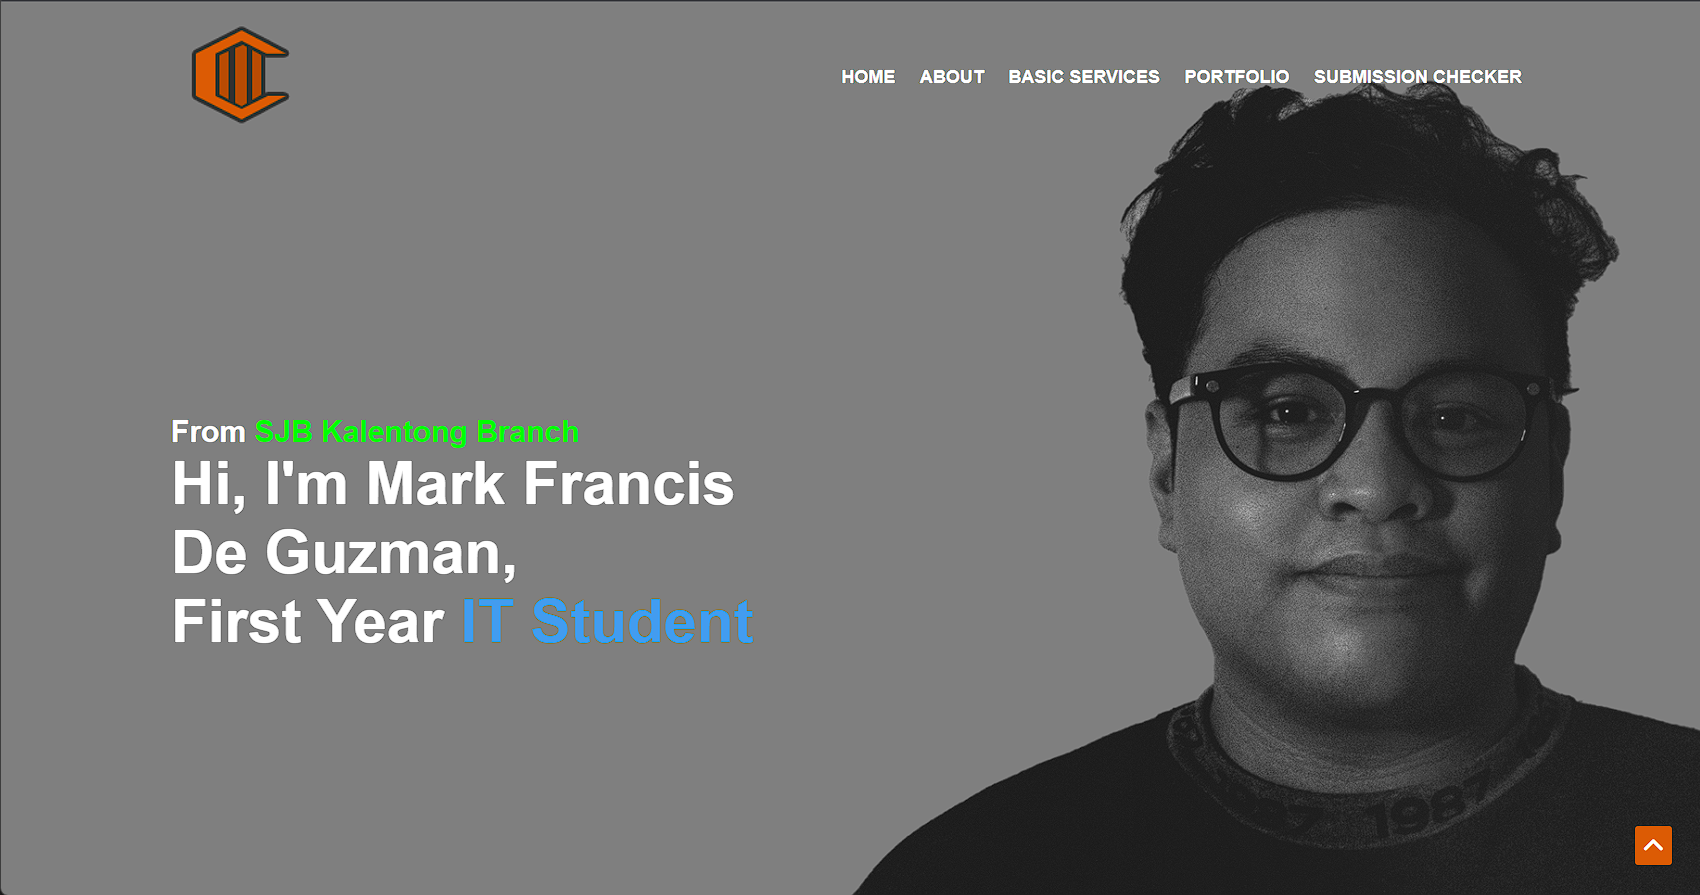 HOME ABOUT BASIC SERVICES PORTFOLIO SUBMISSION CHECKER
From SJB Kalentong Branch
Hi, I'm Mark Francis
De Guzman,
First Year IT Student
1987